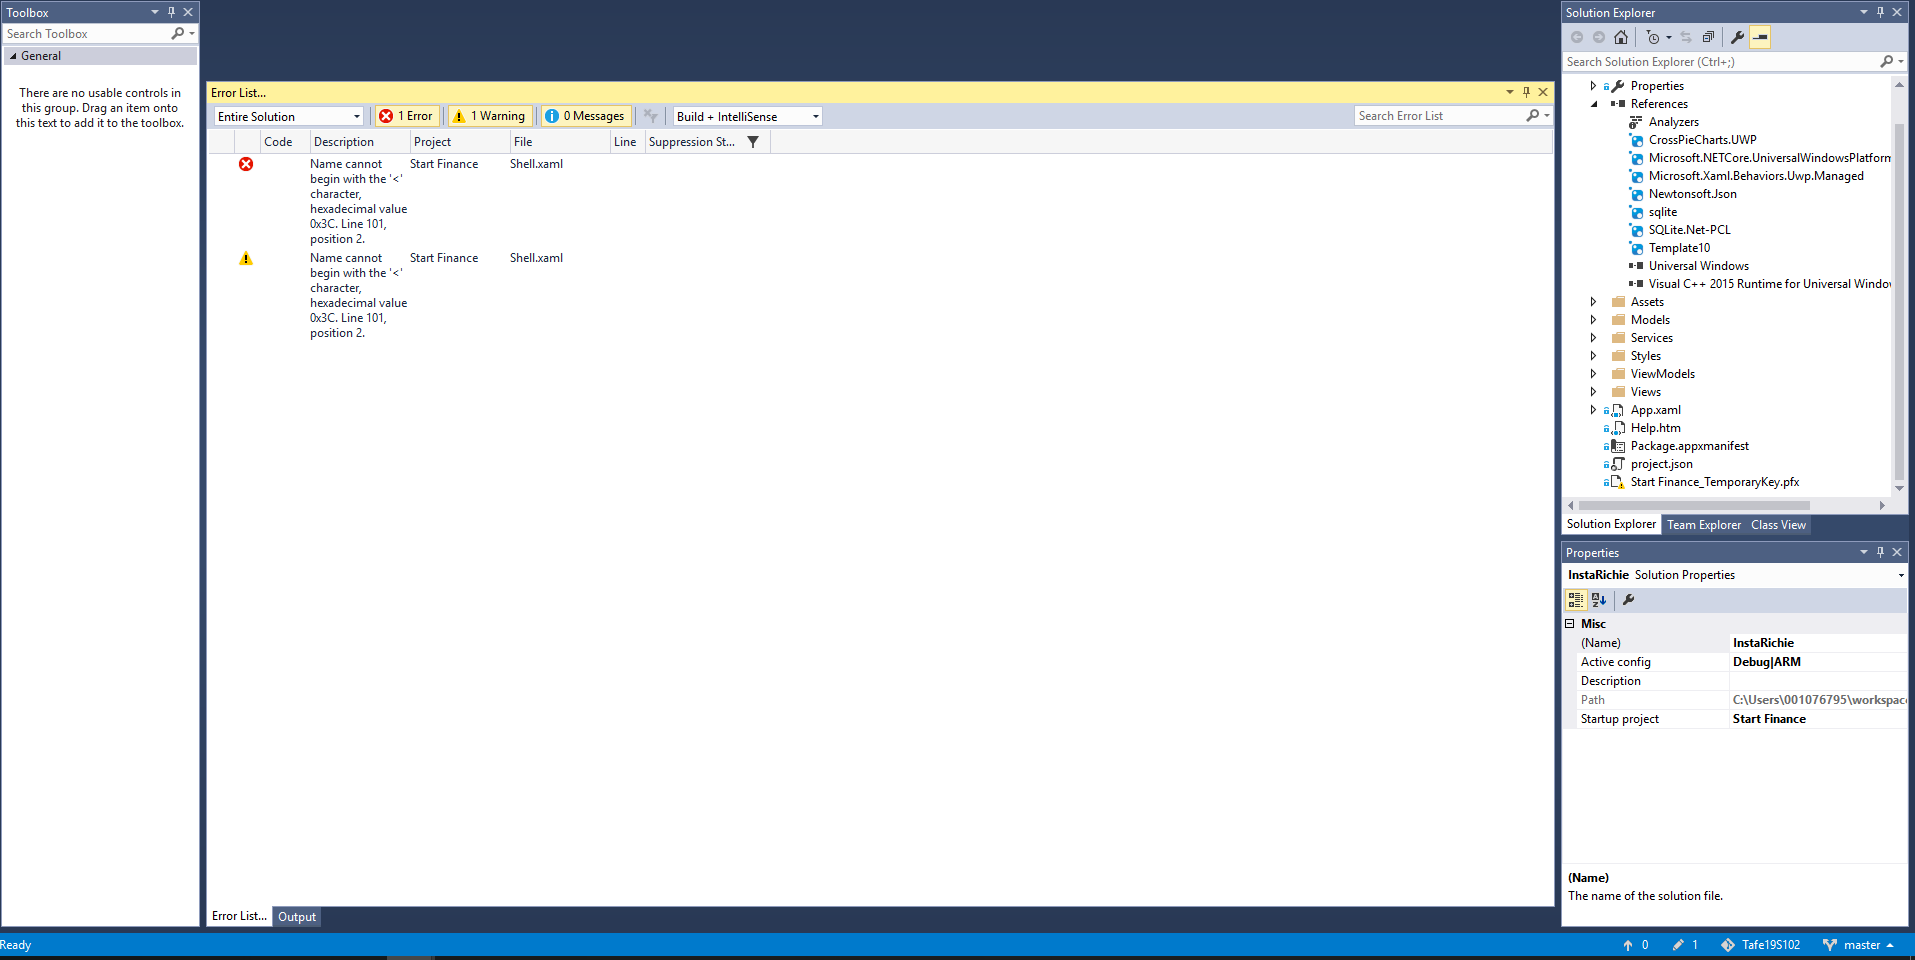 Toolbox
Search Toolbox
General
There are no usable controls in
this group. Drag an item onto
this text to add it to the toolbox.
Error List...
Entire Solution
1 Error
1 Warning
0 Messages
Build + IntelliSense
Search Error List
Code Description Project File Line Suppression St...
Name cannot Start Finance Shell.xaml
begin with the '<'
character,
hexadecimal value
0x3C. Line 101,
position 2.
Name cannot Start Finance Shell.xaml
begin with the '<'
character,
hexadecimal value
0x3C. Line 101,
position 2.
Error List...
Output
Solution Explorer
Search Solution Explorer (Ctrl+;)
Properties
References
Analyzers
CrossPieCharts.UWP
Microsoft.NETCore.UniversalWindowsPlatform
Microsoft.Xaml.Behaviors.Uwp.Managed
Newtonsoft.Json
sqlite
SQLite.Net-PCL
Template10
Universal Windows
Visual C++ 2015 Runtime for Universal Windo
Assets
Models
Services
Styles
ViewModels
Views
App.xaml
Help.htm
Package.appxmanifest
project.json
Start Finance_TemporaryKey.pfx
Solution Explorer
Team Explorer
Class View
Properties
InstaRichie Solution Properties
Misc
(Name) InstaRichie
Active config Debug|ARM
Description
Path C:\Users\001076795\workspac
Startup project Start Finance
(Name)
The name of the solution file.
Ready
0
1
Tafe19S102
master